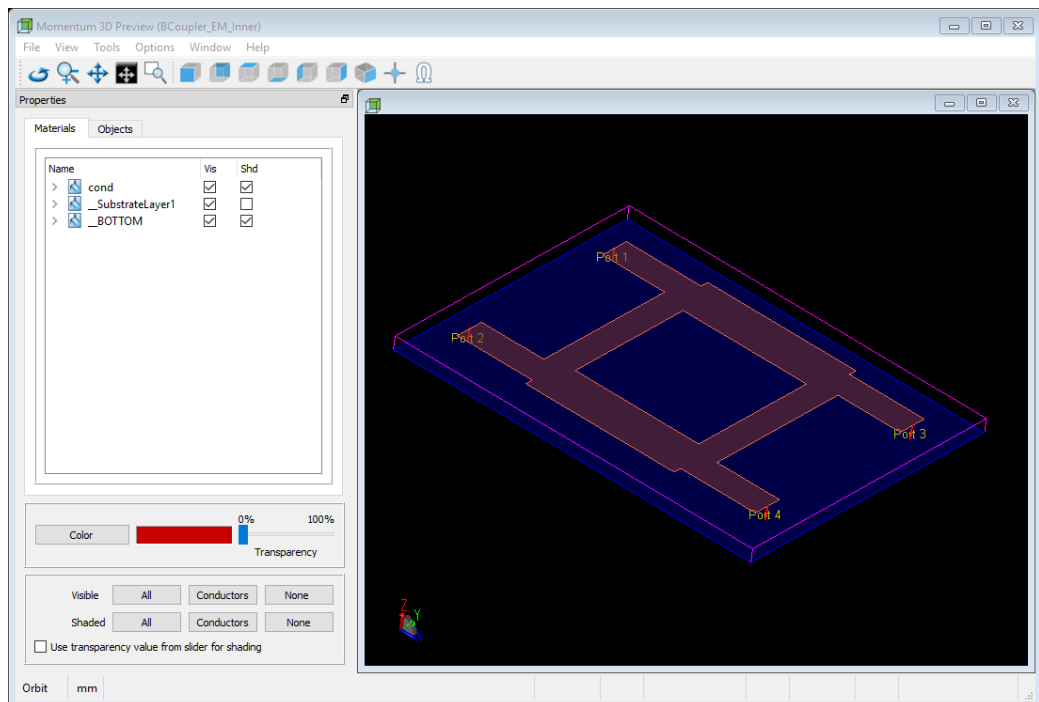 Momentum 3D Preview (BCoupler_EM_Inner)
File View Tools Options Window Help
Properties
Materials Objects
Name Vis Shd
cond
__SubstrateLayer1
__BOTTOM
0% 100%
Color
Transparency
Visible All Conductors None
Shaded All Conductors None
Use transparency value from slider for shading
Port 1
Port 2
Port 3
Port 4
Z
Y
X
Orbit mm